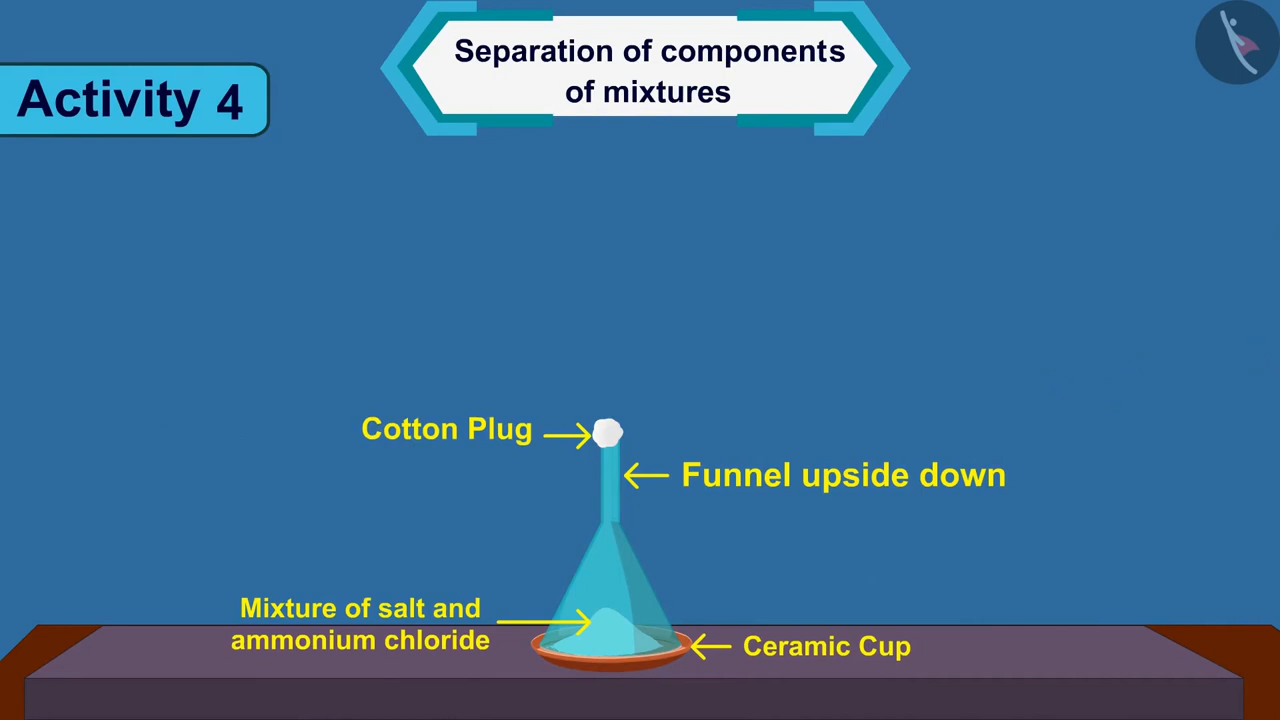 Separation of components
of mixtures
Activity 4
Cotton Plug
Funnel upside down
Mixture of salt and
ammonium chloride
Ceramic Cup